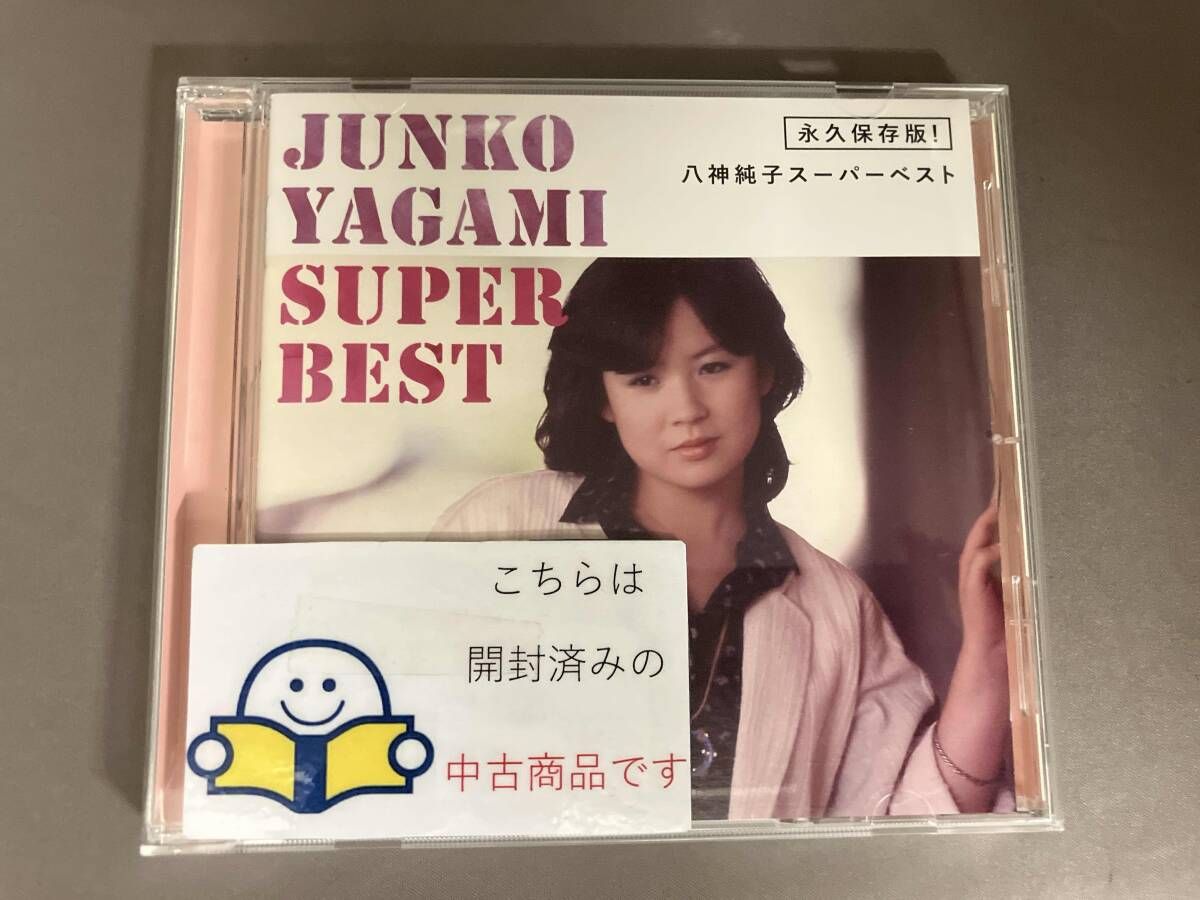 JUNKO
YAGAMI
SUPER
BEST
永久保存版!
八神純子スーパーベスト
こちらは
開封済みの
中古商品です